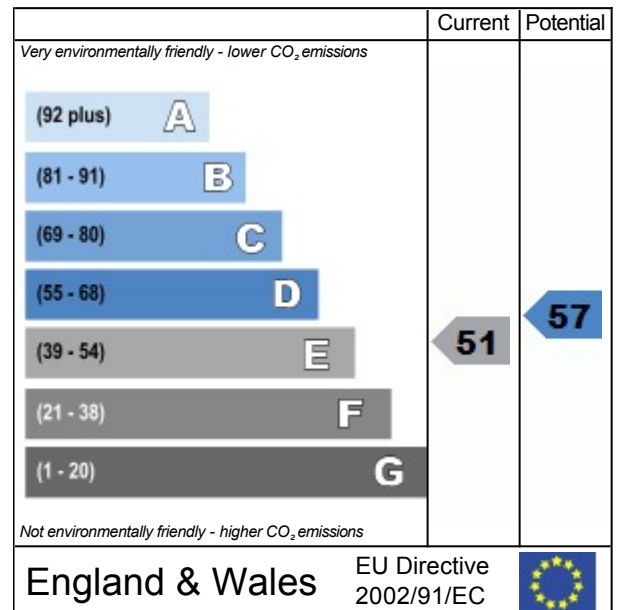 Current Potential
Very environmentally friendly - lower CO₂ emissions
(92 plus) A
(81 - 91) B
(69 - 80) C
(55 - 68) D
(39 - 54) E
(21 - 38) F
(1 - 20) G
51
57
Not environmentally friendly - higher CO₂ emissions
England & Wales
EU Directive
2002/91/EC